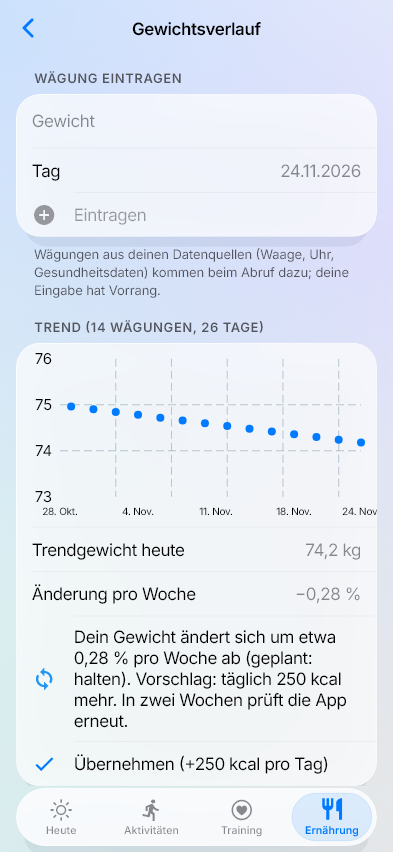 Gewichtsverlauf
WÄGUNG EINTRAGEN
Gewicht
Tag 24.11.2026
Eintragen
Wägungen aus deinen Datenquellen (Waage, Uhr,
Gesundheitsdaten) kommen beim Abruf dazu; deine
Eingabe hat Vorrang.
TREND (14 WÄGUNGEN, 26 TAGE)
76
75
74
73
28. Okt. 4. Nov. 11. Nov. 18. Nov. 24. Nov
Trendgewicht heute 74,2 kg
Änderung pro Woche −0,28 %
Dein Gewicht ändert sich um etwa
0,28 % pro Woche ab (geplant:
halten). Vorschlag: täglich 250 kcal
mehr. In zwei Wochen prüft die App
erneut.
Übernehmen (+250 kcal pro Tag)
Heute Aktivitäten Training Ernährung